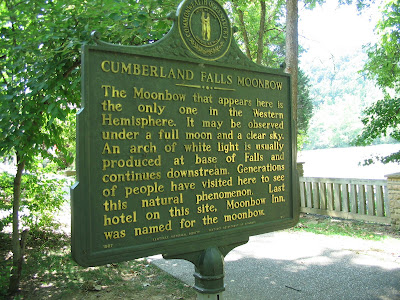 CUMBERLAND FALLS MOONBOW
The Moonbow that appears here is
the only one in the Western
Hemisphere. It may be observed
under a full moon and a clear sky.
An arch of white light is usually
produced at base of Falls and
continues downstream. Generations
of people have visited here to see
this natural phenomenon. Last
hotel on this site, Moonbow Inn,
was named for the moonbow.